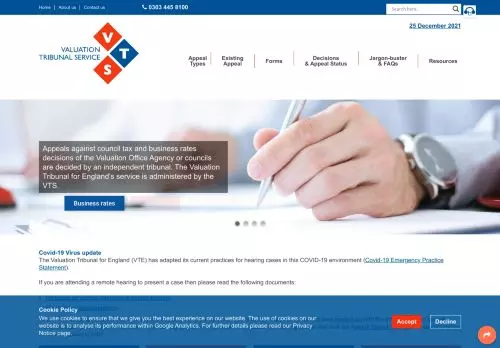 Home | About us | Contact us
0303 445 8100
Search here..
25 December 2021
VALUATION
TRIBUNAL SERVICE
V
T
S
Appeal
Types
Existing
Appeal
Forms
Decisions
& Appeal Status
Jargon-buster
& FAQs
Resources
Appeals against council tax and business rates
decisions of the Valuation Office Agency or councils
are decided by an independent tribunal. The Valuation
Tribunal for England's service is administered by the
VTS.
Business rates
Covid-19 Virus update
The Valuation Tribunal for England (VTE) has adapted its current practices for hearing cases in this COVID-19 environment (Covid-19 Emergency Practice
Statement).
If you are attending a remote hearing to present a case then please read the following documents:
Cookie Policy
We use cookies to ensure that we give you the best experience on our website. The use of cookies on our
website is to analyse its performance within Google Analytics. For further details please read our Privacy
Notice page.
Accept
Decline